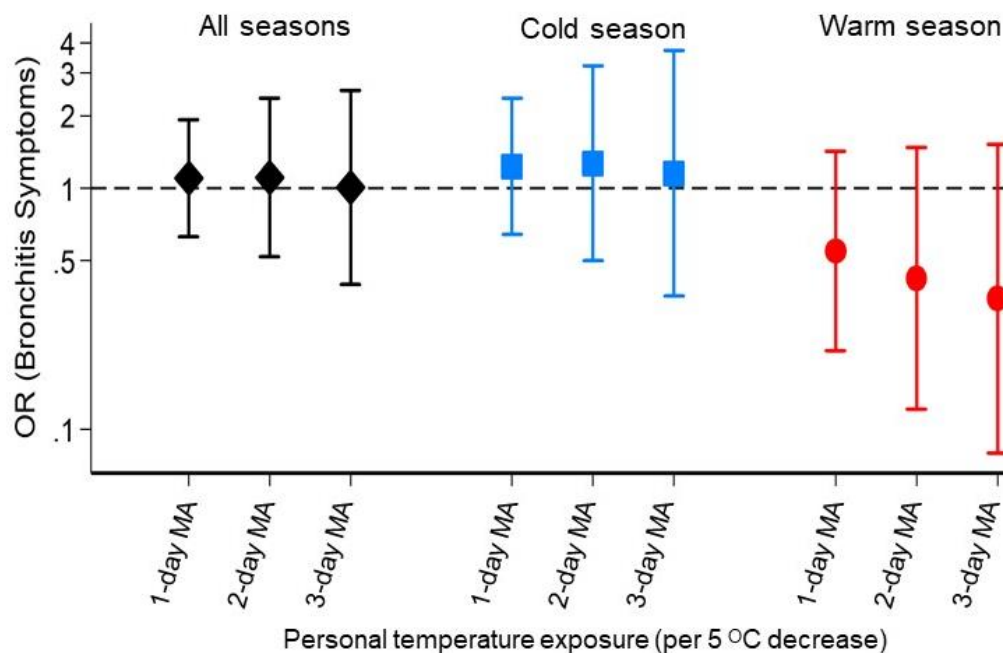 All seasons
Cold season
Warm season
OR (Bronchitis Symptoms)
4
3
2
1
.5
.1
1-day MA
2-day MA
3-day MA
1-day MA
2-day MA
3-day MA
1-day MA
2-day MA
3-day MA
Personal temperature exposure (per 5 ᴼC decrease)